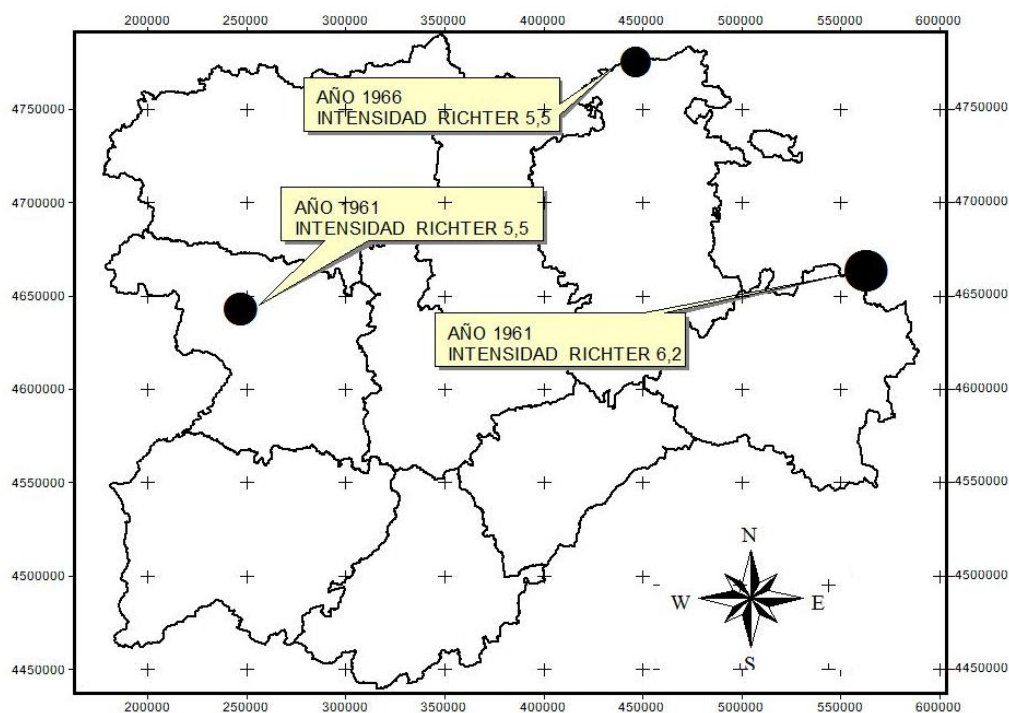 200000 250000 300000 350000 400000 450000 500000 550000 600000
AÑO 1966
INTENSIDAD RICHTER 5,5
4750000 4750000
AÑO 1961
INTENSIDAD RICHTER 5,5
4700000 4700000
4650000 4650000
AÑO 1961
INTENSIDAD RICHTER 6,2
4600000 4600000
4550000 4550000
N
4500000 4500000
W E
S
4450000 4450000
200000 250000 300000 350000 400000 450000 500000 550000 600000